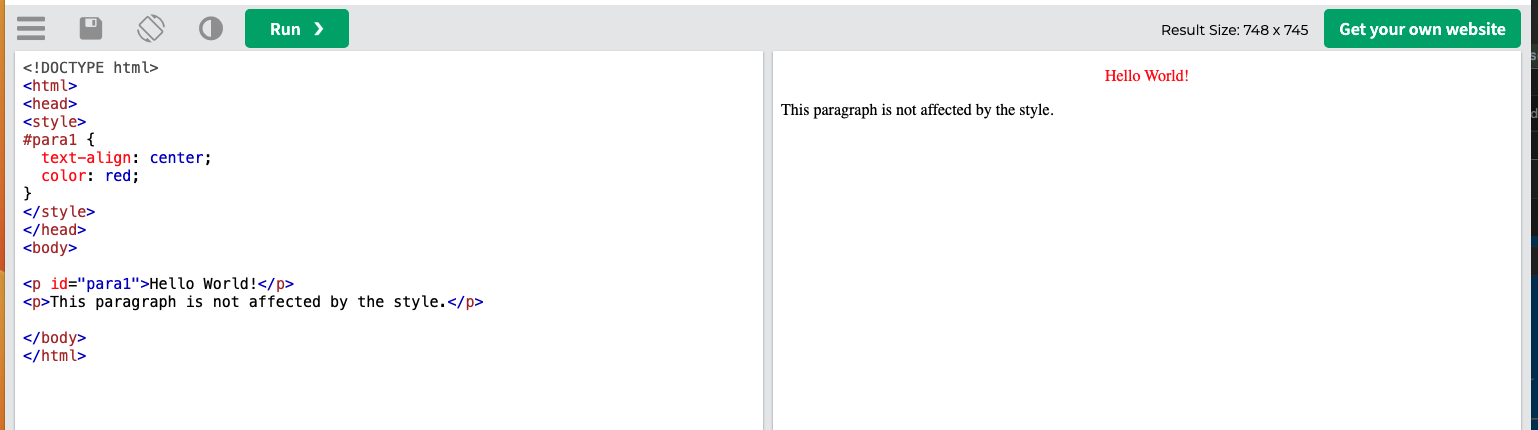 Run ❯
Result Size: 748 x 745
Get your own website
<!DOCTYPE html>
<html>
<head>
<style>
#para1 {
  text-align: center;
  color: red;
}
</style>
</head>
<body>

<p id="para1">Hello World!</p>
<p>This paragraph is not affected by the style.</p>

</body>
</html>
Hello World!
This paragraph is not affected by the style.